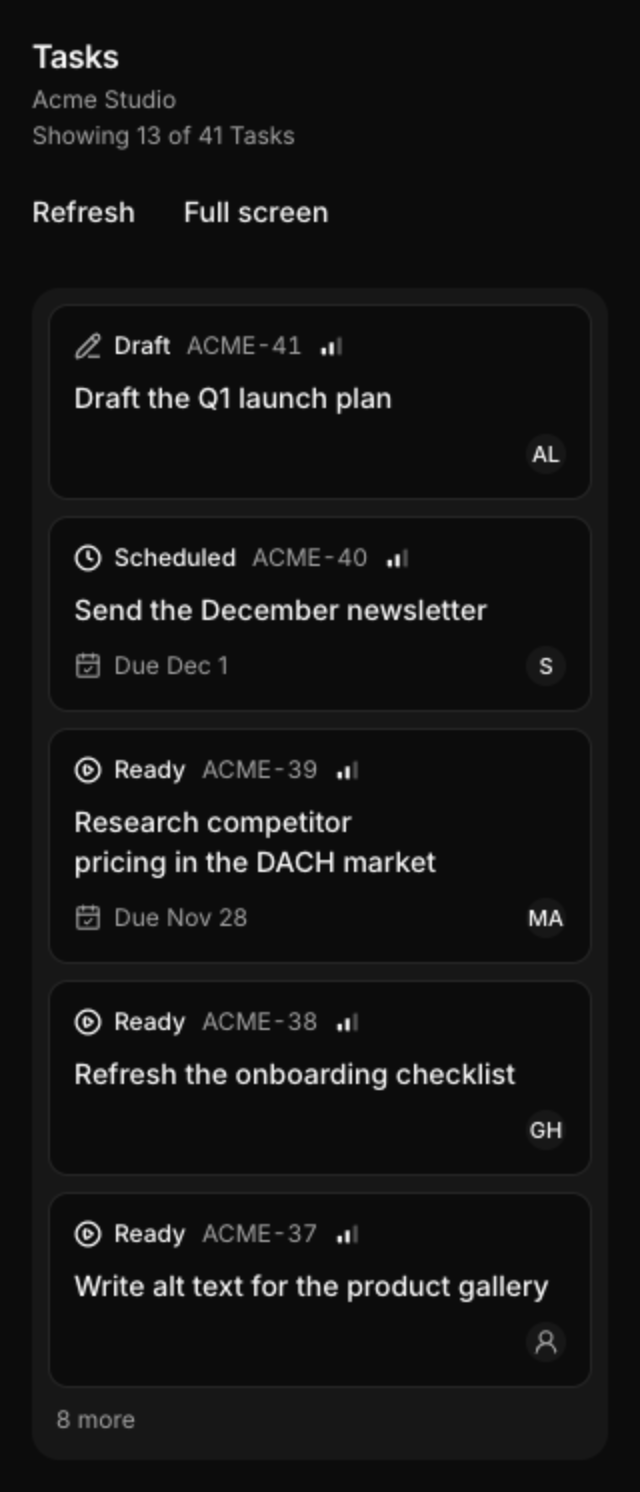 Tasks
Acme Studio
Showing 13 of 41 Tasks
Refresh Full screen
Draft ACME-41
Draft the Q1 launch plan
AL
Scheduled ACME-40
Send the December newsletter
Due Dec 1 S
Ready ACME-39
Research competitor
pricing in the DACH market
Due Nov 28 MA
Ready ACME-38
Refresh the onboarding checklist
GH
Ready ACME-37
Write alt text for the product gallery
8 more